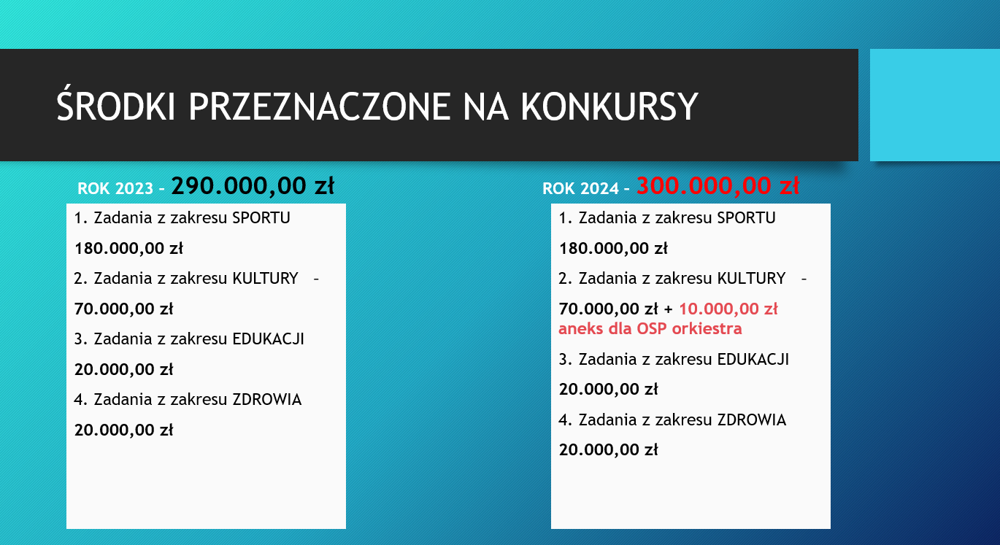 ŚRODKI PRZEZNACZONE NA KONKURSY
ROK 2023 – 290.000,00 zł
1. Zadania z zakresu SPORTU
180.000,00 zł
2. Zadania z zakresu KULTURY –
70.000,00 zł
3. Zadania z zakresu EDUKACJI
20.000,00 zł
4. Zadania z zakresu ZDROWIA
20.000,00 zł
ROK 2024 – 300.000,00 zł
1. Zadania z zakresu SPORTU
180.000,00 zł
2. Zadania z zakresu KULTURY –
70.000,00 zł + 10.000,00 zł
aneks dla OSP orkiestra
3. Zadania z zakresu EDUKACJI
20.000,00 zł
4. Zadania z zakresu ZDROWIA
20.000,00 zł